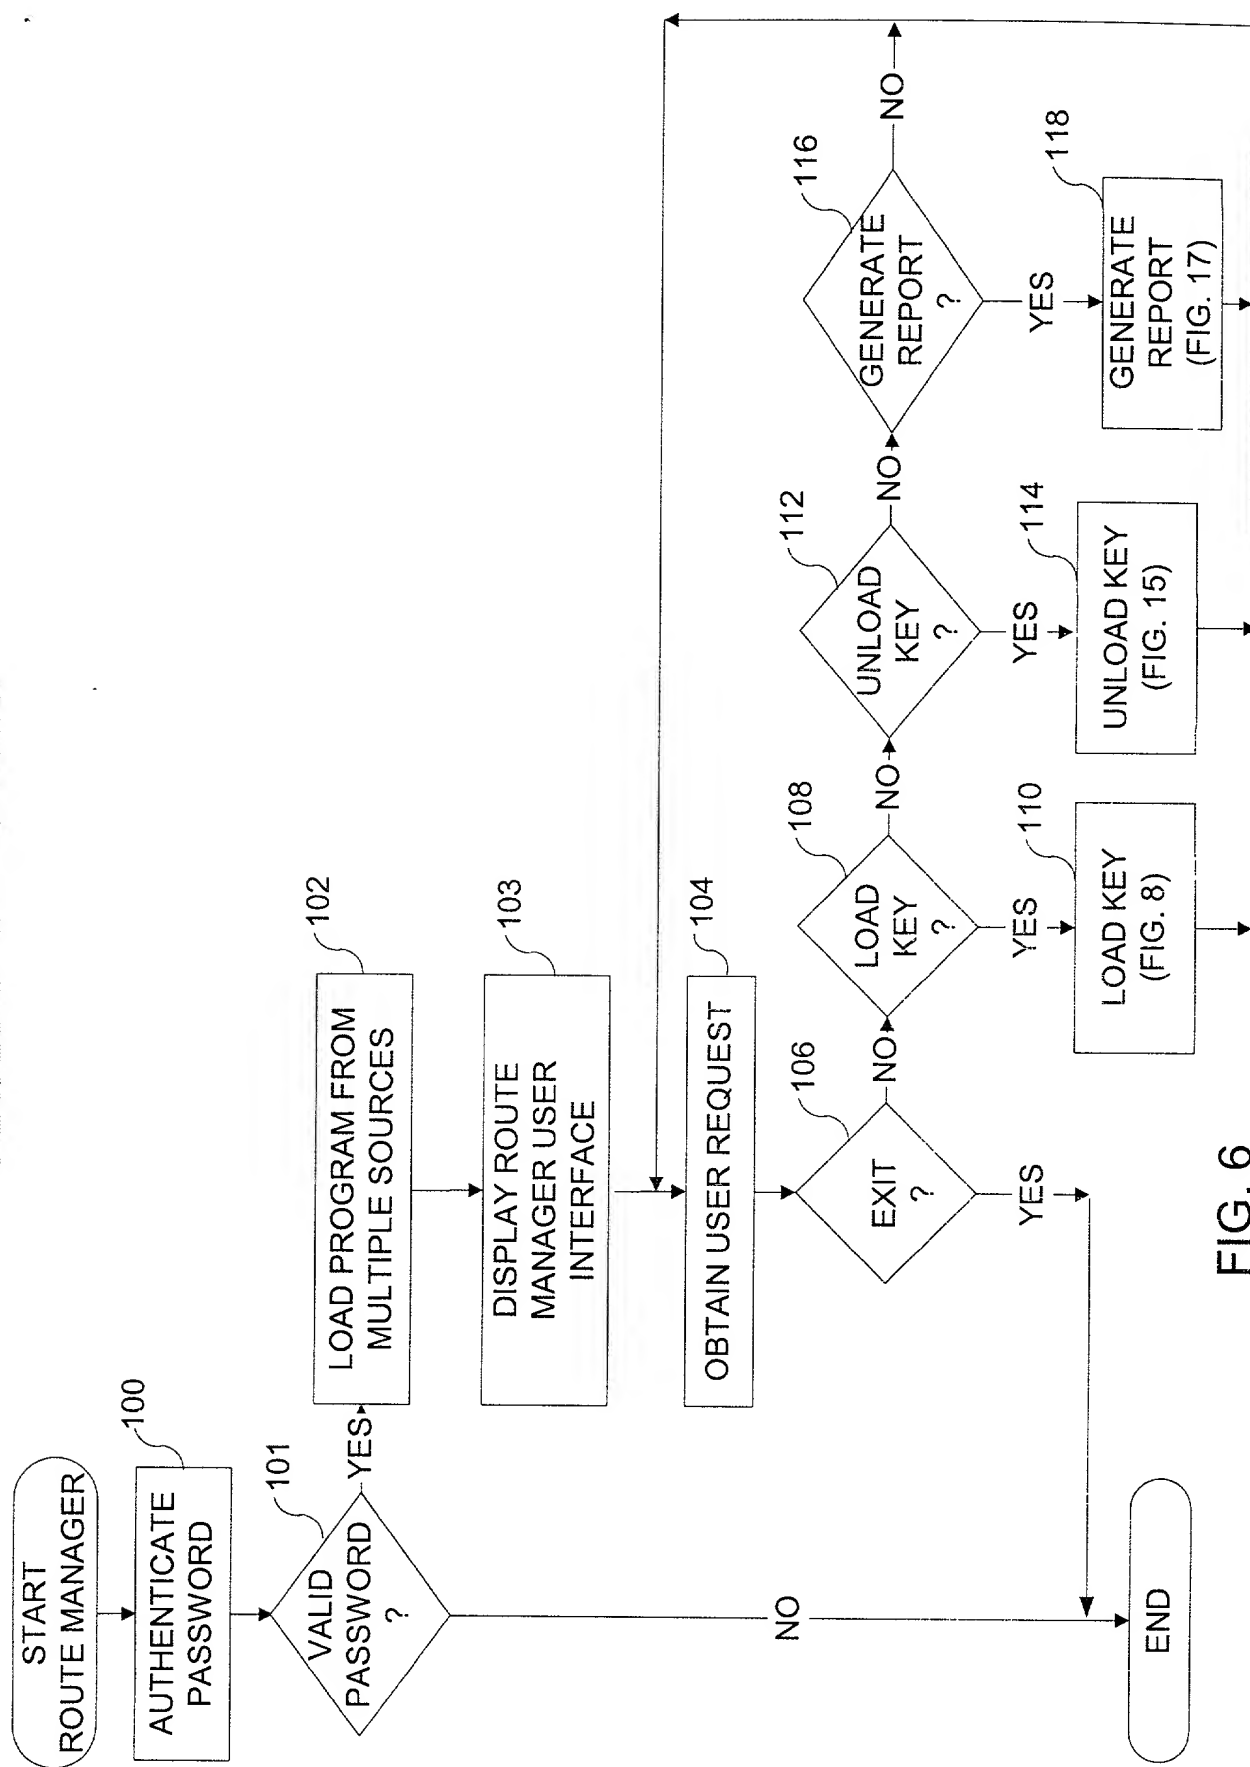 START
ROUTE MANAGER
100
AUTHENTICATE
PASSWORD
101
VALID
PASSWORD
?
YES
NO
102
LOAD PROGRAM FROM
MULTIPLE SOURCES
103
DISPLAY ROUTE
MANAGER USER
INTERFACE
104
OBTAIN USER REQUEST
106
EXIT
?
YES
NO
108
LOAD
KEY
?
YES
NO
110
LOAD KEY
(FIG. 8)
112
UNLOAD
KEY
?
YES
NO
114
UNLOAD KEY
(FIG. 15)
116
GENERATE
REPORT
?
YES
NO
118
GENERATE
REPORT
(FIG. 17)
END
FIG. 6